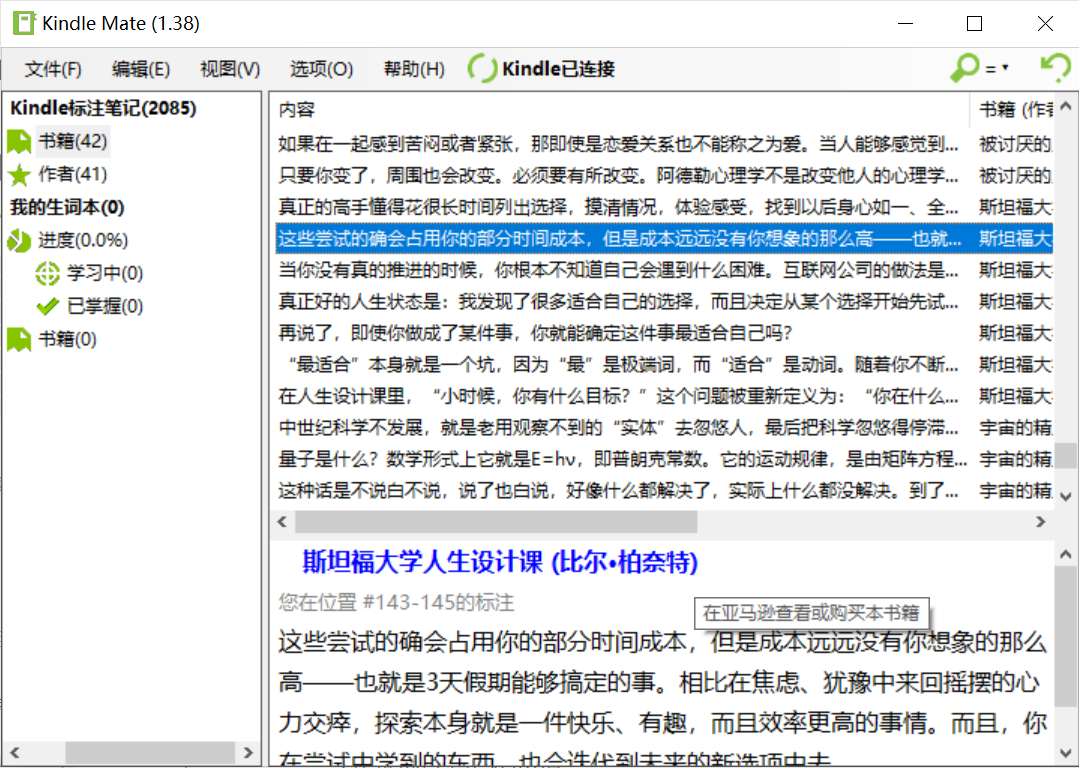 Kindle Mate (1.38)
文件(F) 编辑(E) 视图(V) 选项(O) 帮助(H) Kindle已连接 =
Kindle标注笔记(2085)
书籍(42)
作者(41)
我的生词本(0)
进度(0.0%)
学习中(0)
已掌握(0)
书籍(0)
内容 书籍 (作者
如果在一起感到苦闷或者紧张，那即使是恋爱关系也不能称之为爱。当人能够感觉到... 被讨厌的
只要你变了，周围也会改变。必须要有所改变。阿德勒心理学不是改变他人的心理学... 被讨厌的
真正的高手懂得花很长时间列出选择，摸清情况，体验感受，找到以后身心如一、全... 斯坦福大
这些尝试的确会占用你的部分时间成本，但是成本远远没有你想象的那么高——也就... 斯坦福大
当你没有真的推进的时候，你根本不知道自己会遇到什么困难。互联网公司的做法是... 斯坦福大
真正好的人生状态是：我发现了很多适合自己的选择，而且决定从某个选择开始先试... 斯坦福大
再说了，即使你做成了某件事，你就能确定这件事最适合自己吗? 斯坦福大
“最适合”本身就是一个坑，因为“最”是极端词，而“适合”是动词。随着你不断... 斯坦福大
在人生设计课里，“小时候，你有什么目标？”这个问题被重新定义为：“你在什么... 斯坦福大
中世纪科学不发展，就是老用观察不到的“实体”去忽悠人，最后把科学忽悠得停滞... 宇宙的精
量子是什么？数学形式上它就是E=hν，即普朗克常数。它的运动规律，是由矩阵方程... 宇宙的精
这种话是不说白不说，说了也白说，好像什么都解决了，实际上什么都没解决。到了... 宇宙的精
斯坦福大学人生设计课 (比尔•柏奈特)
您在位置 #143-145的标注
在亚马逊查看或购买本书籍
这些尝试的确会占用你的部分时间成本，但是成本远远没有你想象的那么
高——也就是3天假期能够搞定的事。相比在焦虑、犹豫中来回摇摆的心
力交瘁，探索本身就是一件快乐、有趣，而且效率更高的事情。而且，你
在尝试中学到的东西，也会迭代到未来的新选项中去。